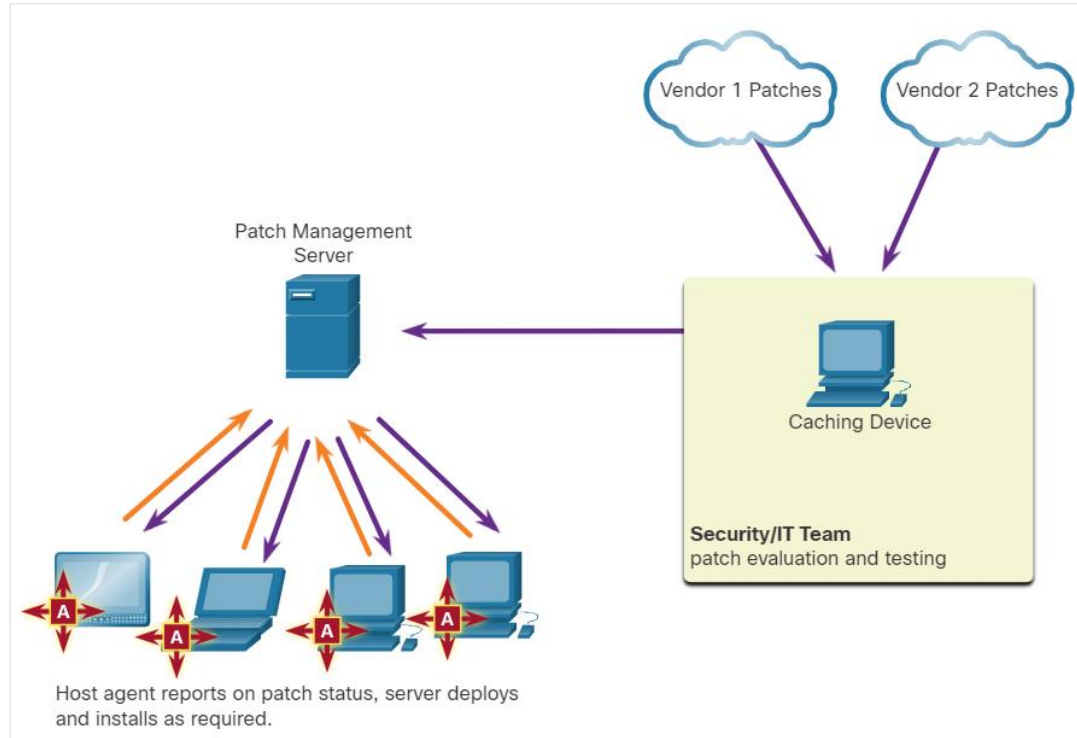 Vendor 1 Patches
Vendor 2 Patches
Patch Management
Server
Caching Device
Security/IT Team
patch evaluation and testing
A
A
A
A
Host agent reports on patch status, server deploys
and installs as required.